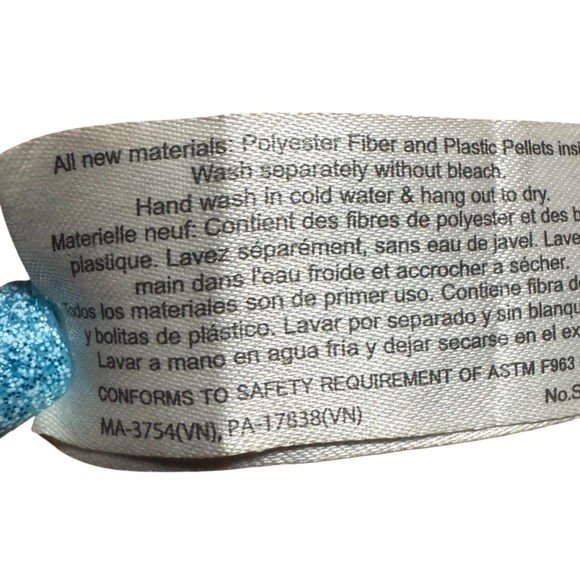 All new materials: Polyester Fiber and Plastic Pellets insi
Wash separately without bleach.
Hand wash in cold water & hang out to dry.
Materielle neuf: Contient des fibres de polyester et des b
plastique. Lavez séparément, sans eau de javel. Lave
main dans l'eau froide et accrocher a sécher.
Todos los materiales son de primer uso. Contiene fibra de
y bolitas de plástico. Lavar por separado y sin blanqu
Lavar a mano en agua fria y dejar secarse en el ex
CONFORMS TO SAFETY REQUIREMENT OF ASTM F963
No.S
MA-3754(VN), PA-17838(VN)